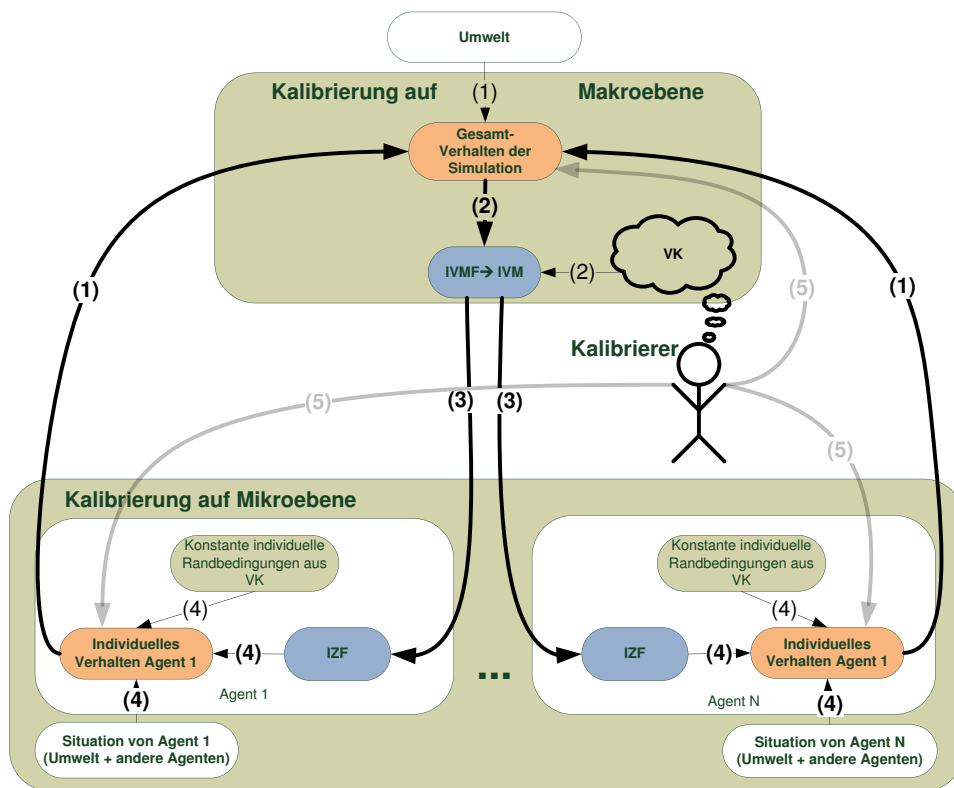 Umwelt
Kalibrierung auf Makroebene
(1)
Gesamt-
Verhalten der
Simulation
(2)
VK
IVMF→ IVM
(2)
(1)
(5)
(1)
Kalibrierer
(5)
(3)
(3)
(5)
Kalibrierung auf Mikroebene
Konstante individuelle
Randbedingungen aus
VK
(4)
Individuelles
Verhalten Agent 1
(4)
IZF
Agent 1
(4)
Situation von Agent 1
(Umwelt + andere Agenten)
...
Konstante individuelle
Randbedingungen aus
VK
(4)
IZF
(4)
Individuelles
Verhalten Agent 1
Agent N
(4)
Situation von Agent N
(Umwelt + andere Agenten)